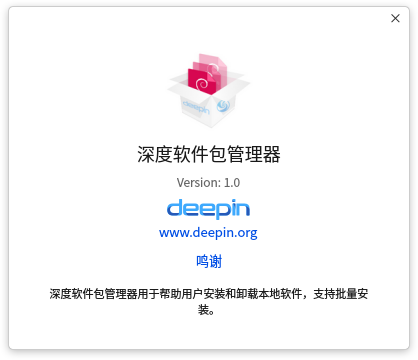 deepin
深度软件包管理器
Version: 1.0
deepin
www.deepin.org
鸣谢
深度软件包管理器用于帮助用户安装和卸载本地软件，支持批量安
装。